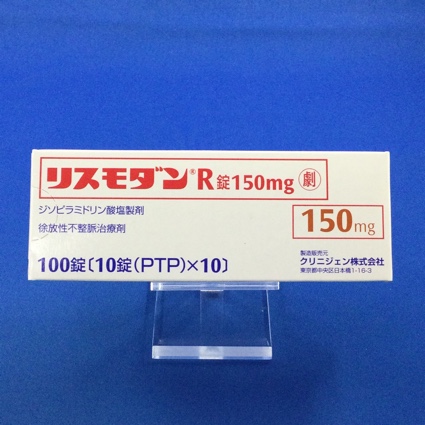 リスモダン® R錠150mg 劇
ジソピラミドリン酸塩製剤
徐放性不整脈治療剤
150mg
100錠〔10錠(PTP)×10〕
製造販売元
クリニジェン株式会社
東京都中央区日本橋1-16-3